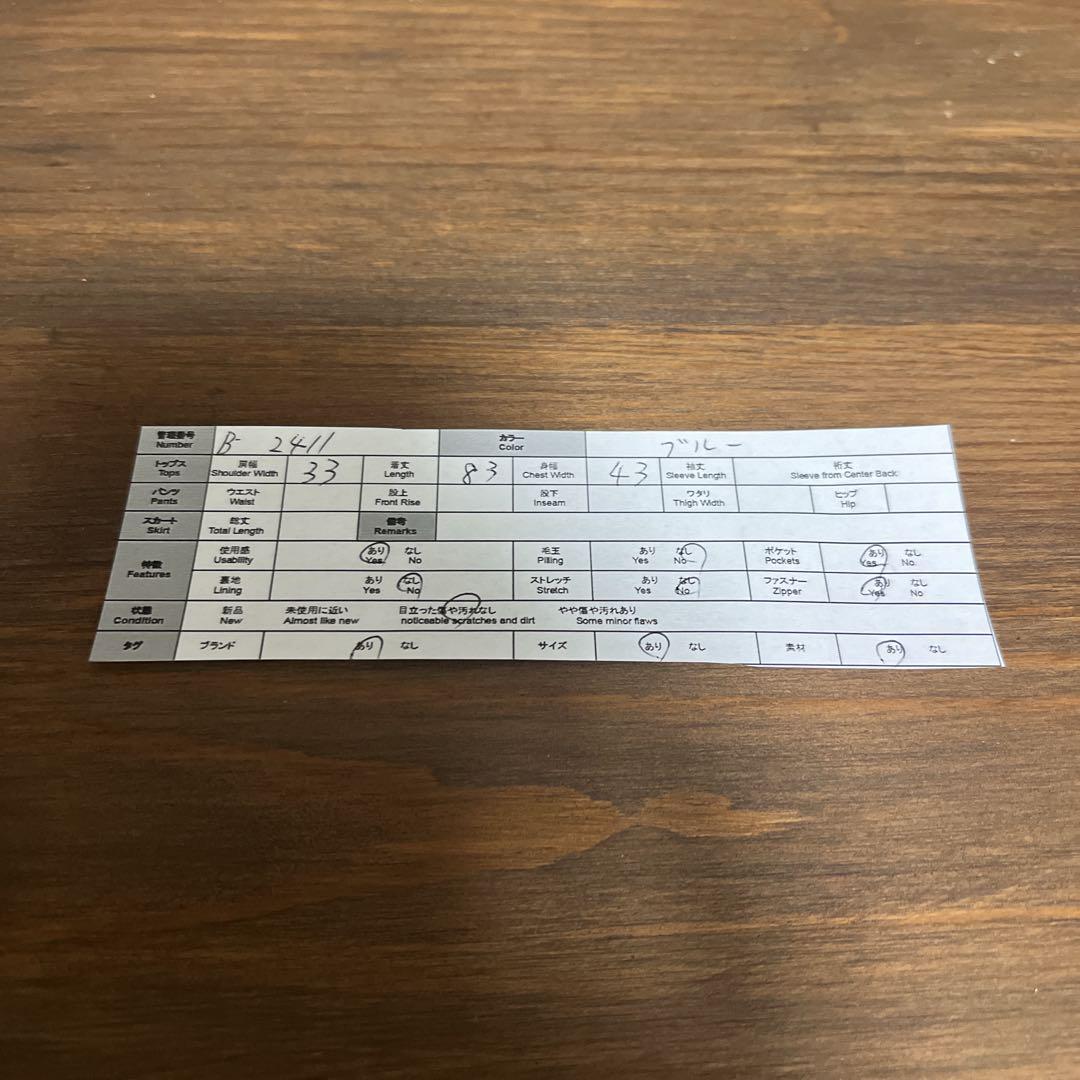 管理番号 B- 2411 カラー ブルー
Number Color
トップス 肩幅 33 着丈 83 身幅 43 袖丈 裄丈
Tops Shoulder Width Length Chest Width Sleeve Length Sleeve from Center Back
パンツ ウエスト 股上 股下 ワタリ ヒップ
Pants Waist Front Rise Inseam Thigh Width Hip
スカート 総丈 備考
Skirt Total Length Remarks
特徴 使用感 あり なし 毛玉 あり なし ポケット あり なし
Features Usability Yes No Pilling Yes No Pockets Yes No
裏地 あり なし ストレッチ あり なし ファスナー あり なし
Lining Yes No Stretch Yes No Zipper Yes No
状態 新品 未使用に近い 目立った傷や汚れなし やや傷や汚れあり
Condition New Almost like new noticeable scratches and dirt Some minor flaws
タグ ブランド あり なし サイズ あり なし 素材 あり なし